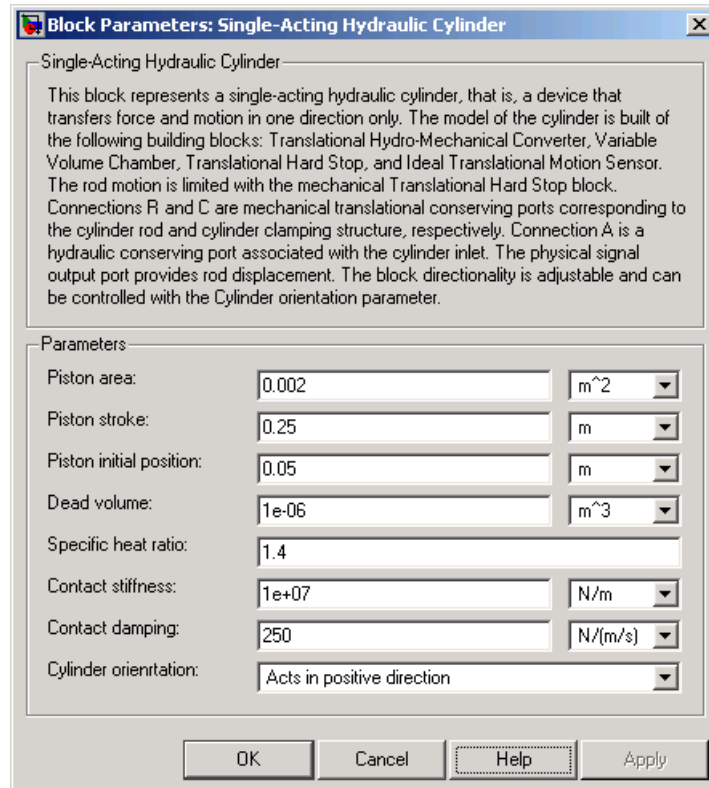 Block Parameters: Single-Acting Hydraulic Cylinder
Single-Acting Hydraulic Cylinder
This block represents a single-acting hydraulic cylinder, that is, a device that
transfers force and motion in one direction only. The model of the cylinder is built of
the following building blocks: Translational Hydro-Mechanical Converter, Variable
Volume Chamber, Translational Hard Stop, and Ideal Translational Motion Sensor.
The rod motion is limited with the mechanical Translational Hard Stop block.
Connections R and C are mechanical translational conserving ports corresponding to
the cylinder rod and cylinder clamping structure, respectively. Connection A is a
hydraulic conserving port associated with the cylinder inlet. The physical signal
output port provides rod displacement. The block directionality is adjustable and can
be controlled with the Cylinder orientation parameter.
Parameters
Piston area: 0.002 m^2
Piston stroke: 0.25 m
Piston initial position: 0.05 m
Dead volume: 1e-06 m^3
Specific heat ratio: 1.4
Contact stiffness: 1e+07 N/m
Contact damping: 250 N/(m/s)
Cylinder orienrtation: Acts in positive direction
OK Cancel Help Apply